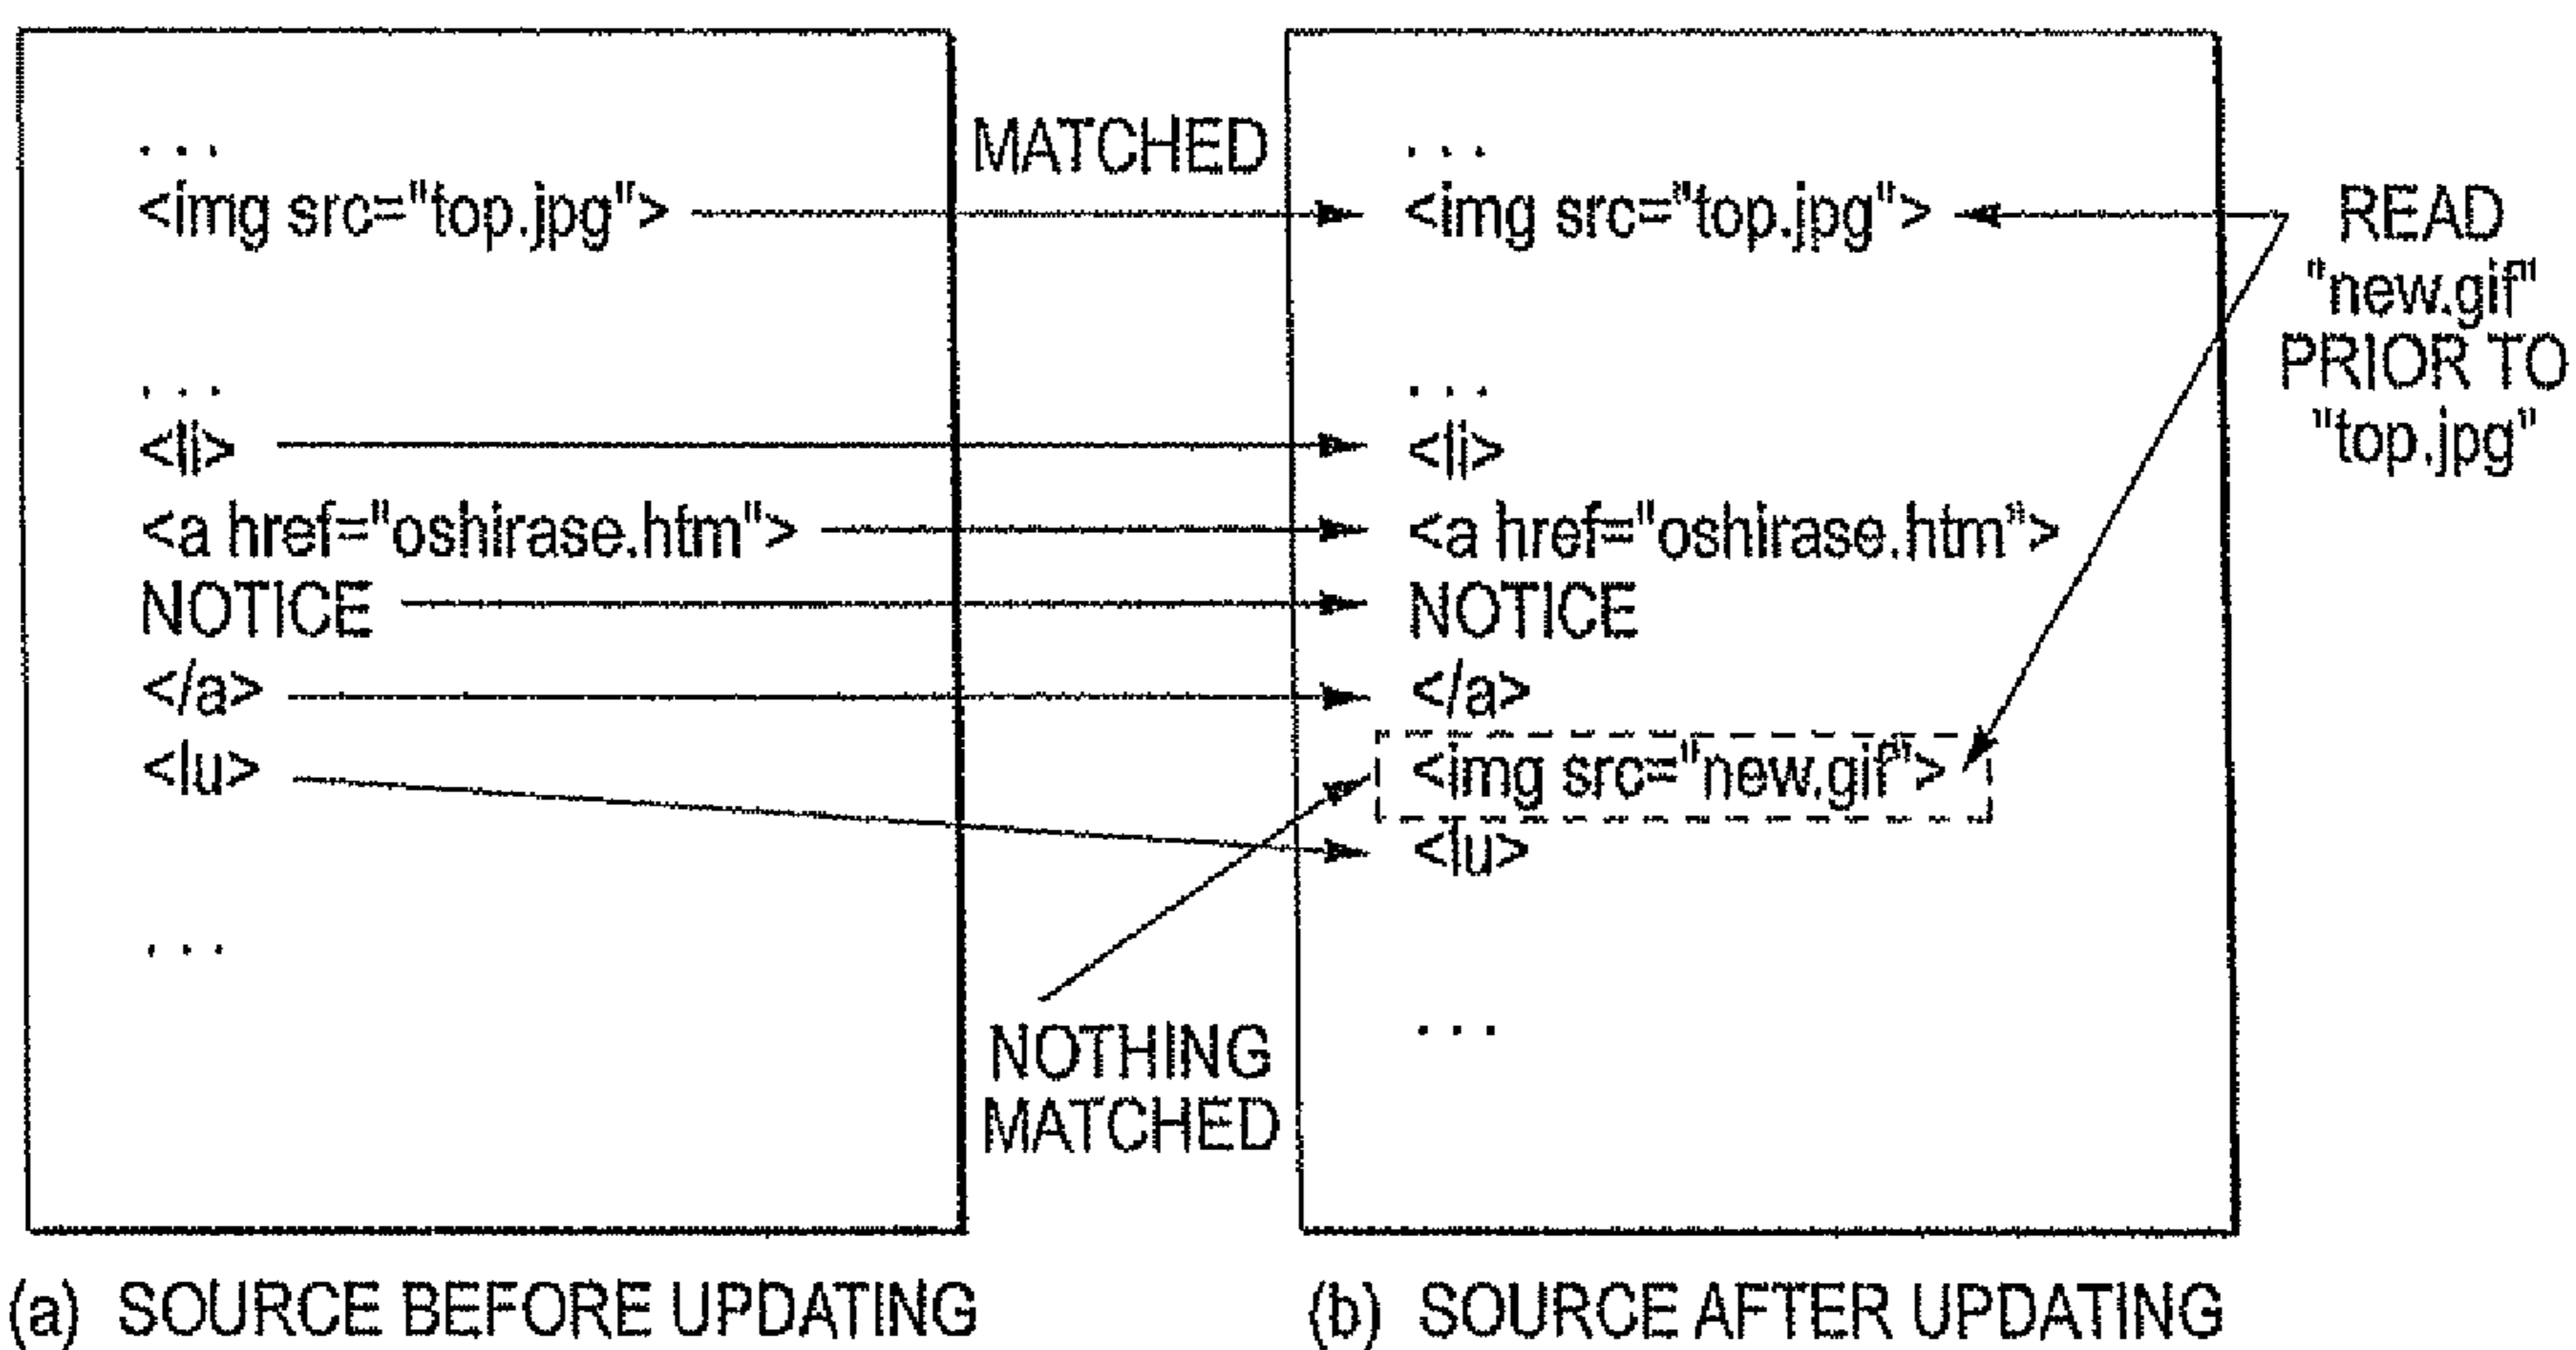 ...
<img src="top.jpg">
...
<li>
<a href="oshirase.htm">
NOTICE
</a>
<lu>
...
MATCHED
NOTHING
MATCHED
...
<img src="top.jpg">
...
<li>
<a href="oshirase.htm">
NOTICE
</a>
<img src="new.gif">
<lu>
...
READ
"new.gif"
PRIOR TO
"top.jpg"
(a) SOURCE BEFORE UPDATING
(b) SOURCE AFTER UPDATING